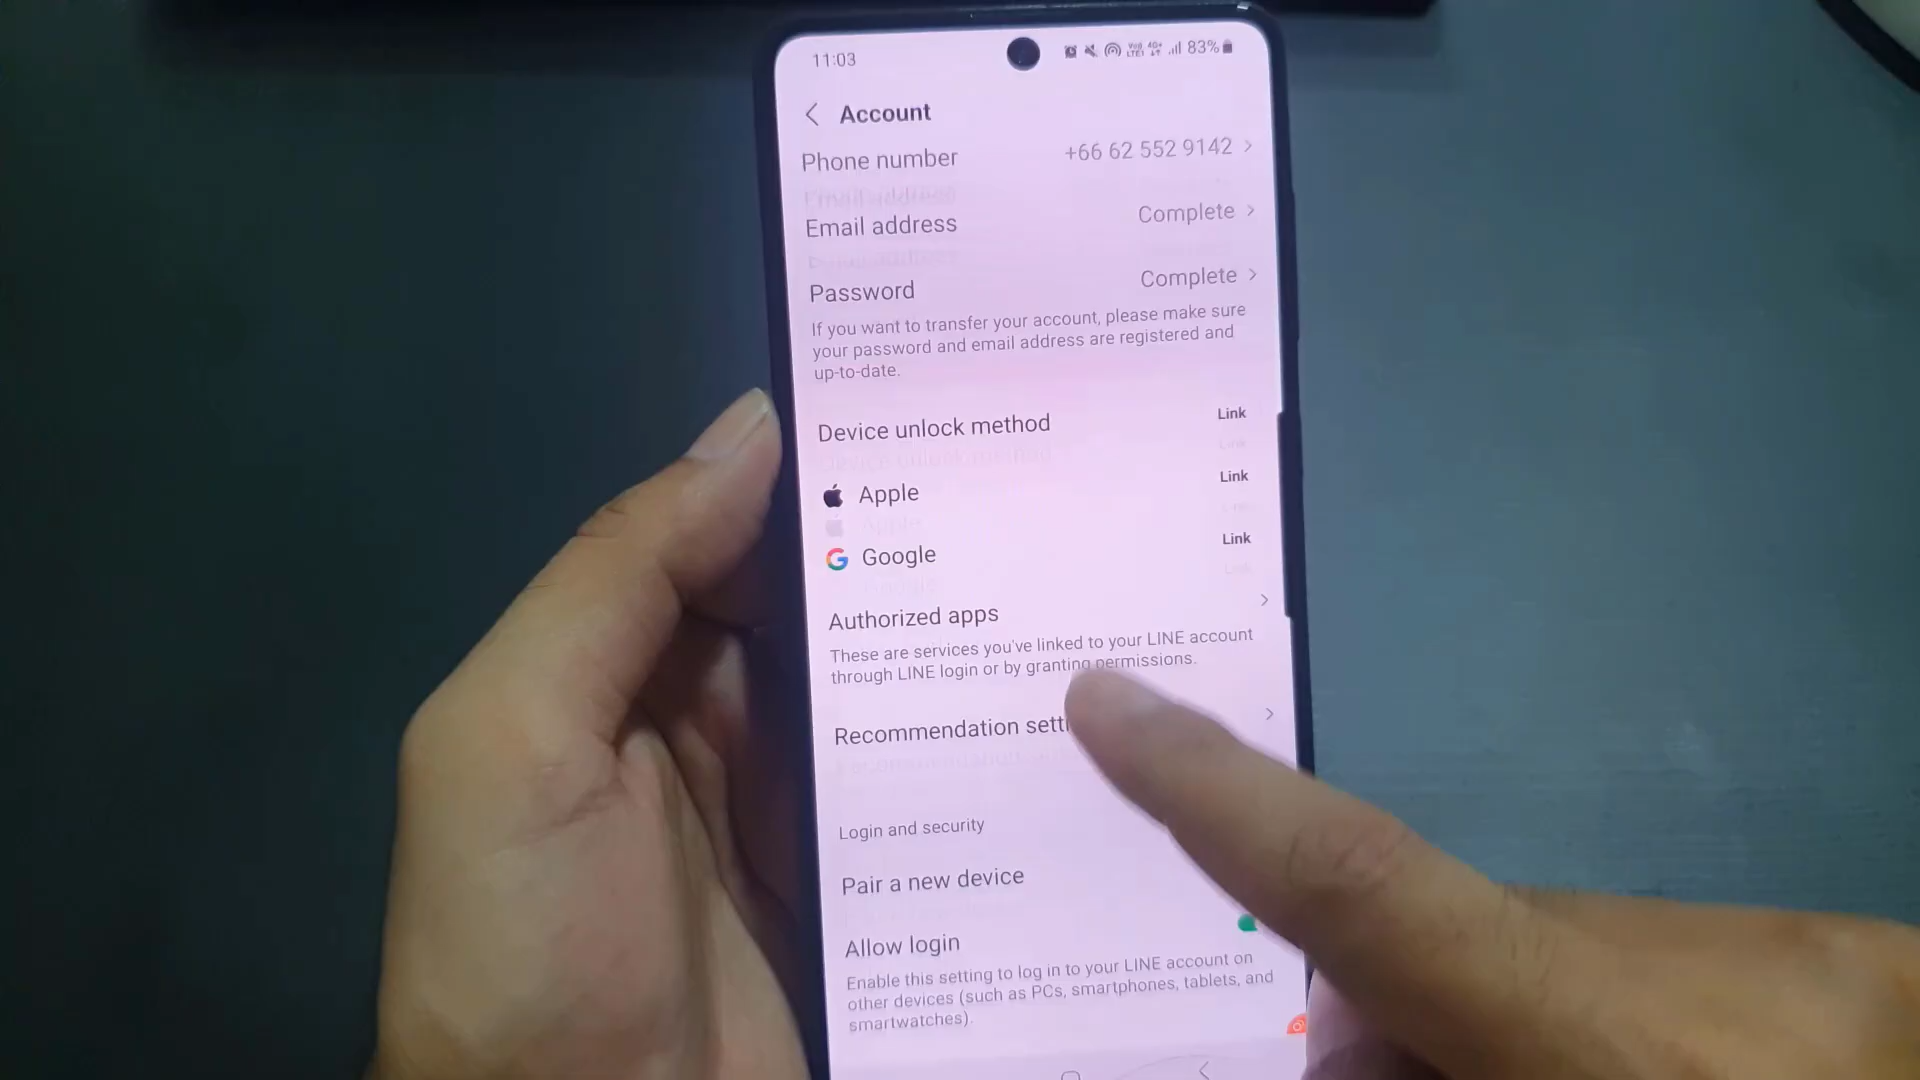 11:03
83%
Account
Phone number +66 62 552 9142
Email address Complete
Password Complete
If you want to transfer your account, please make sure
your password and email address are registered and
up-to-date.
Device unlock method Link
Apple Link
Google Link
Authorized apps
These are services you've linked to your LINE account
through LINE login or by granting permissions.
Recommendation setti
Login and security
Pair a new device
Allow login
Enable this setting to log in to your LINE account on
other devices (such as PCs, smartphones, tablets, and
smartwatches).